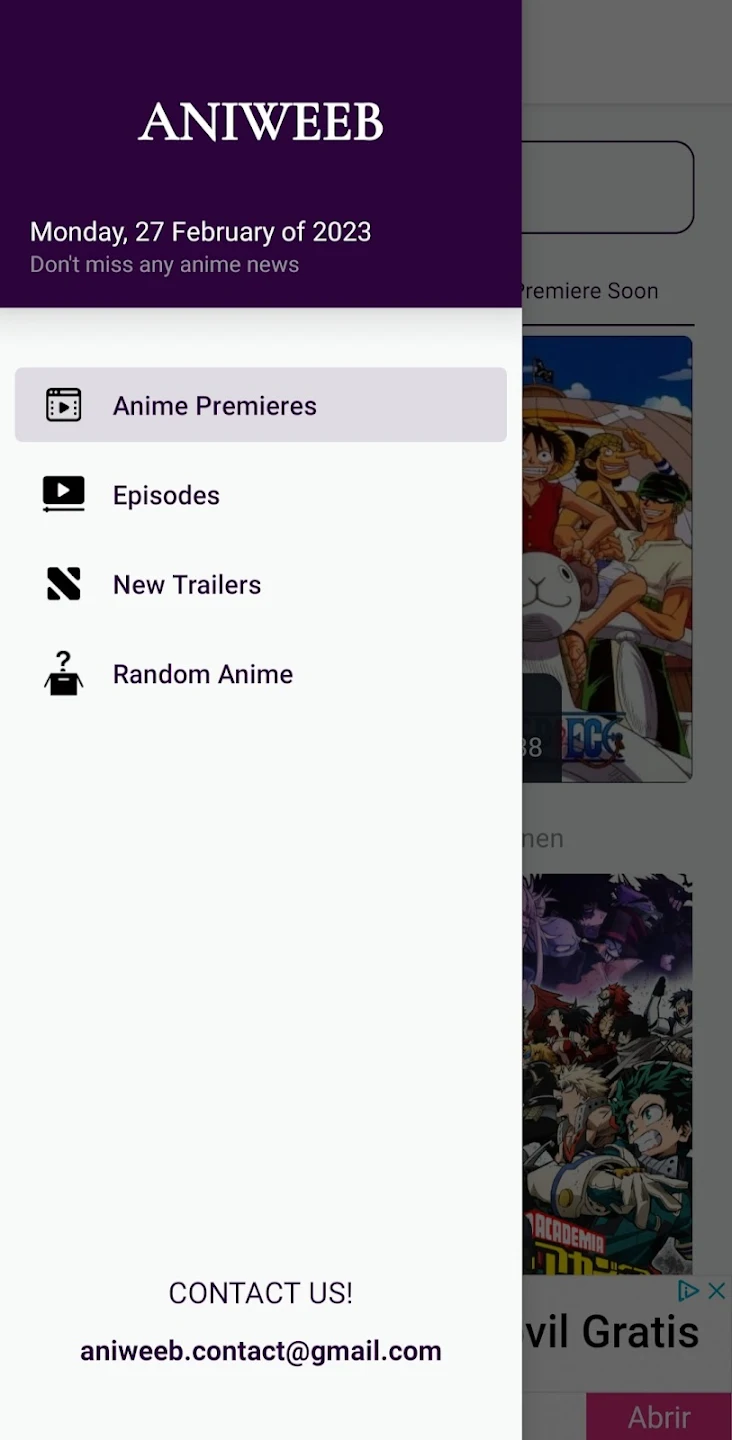 ANIWEEB
Monday, 27 February of 2023
Don't miss any anime news
Premiere Soon
Anime Premieres
Episodes
New Trailers
Random Anime
38
nen
ACADEMIA
CONTACT US!
aniweeb.contact@gmail.com
vil Gratis
Abrir